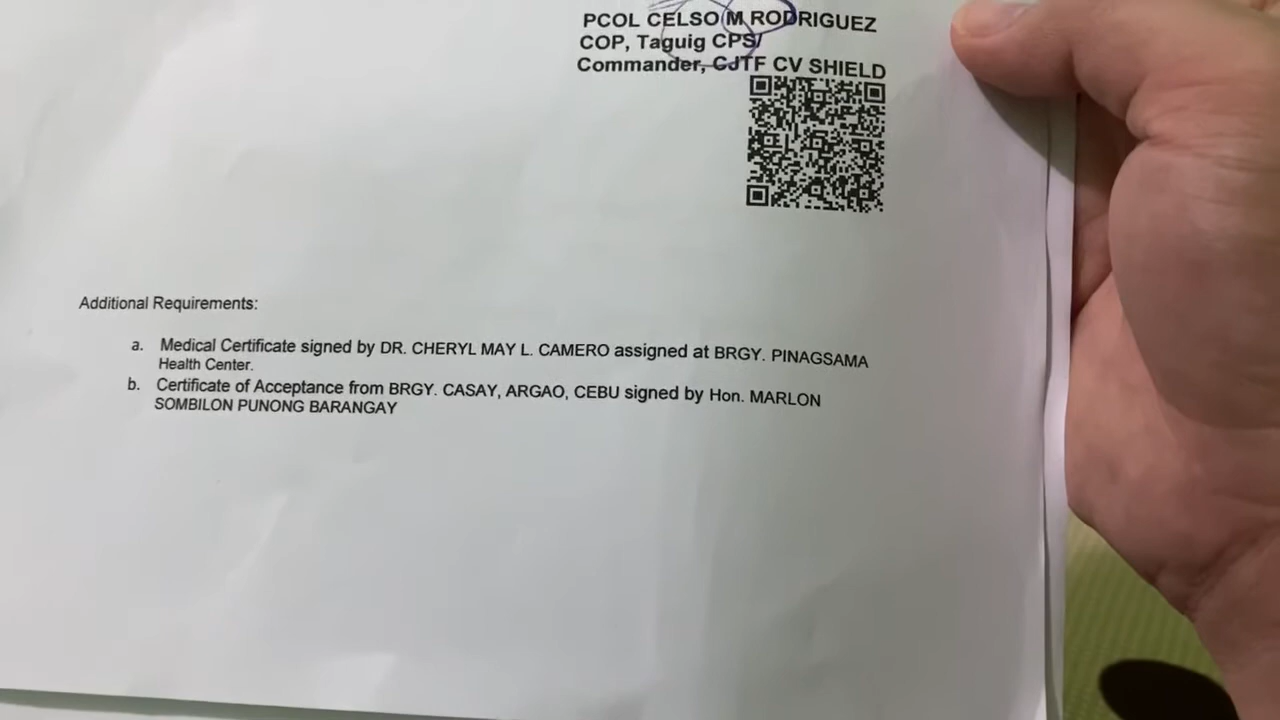 PCOL CELSO M RODRIGUEZ
COP, Taguig CPS/
Commander, CJTF CV SHIELD
Additional Requirements:
a. Medical Certificate signed by DR. CHERYL MAY L. CAMERO assigned at BRGY. PINAGSAMA
Health Center.
b. Certificate of Acceptance from BRGY. CASAY, ARGAO, CEBU signed by Hon. MARLON
SOMBILON PUNONG BARANGAY